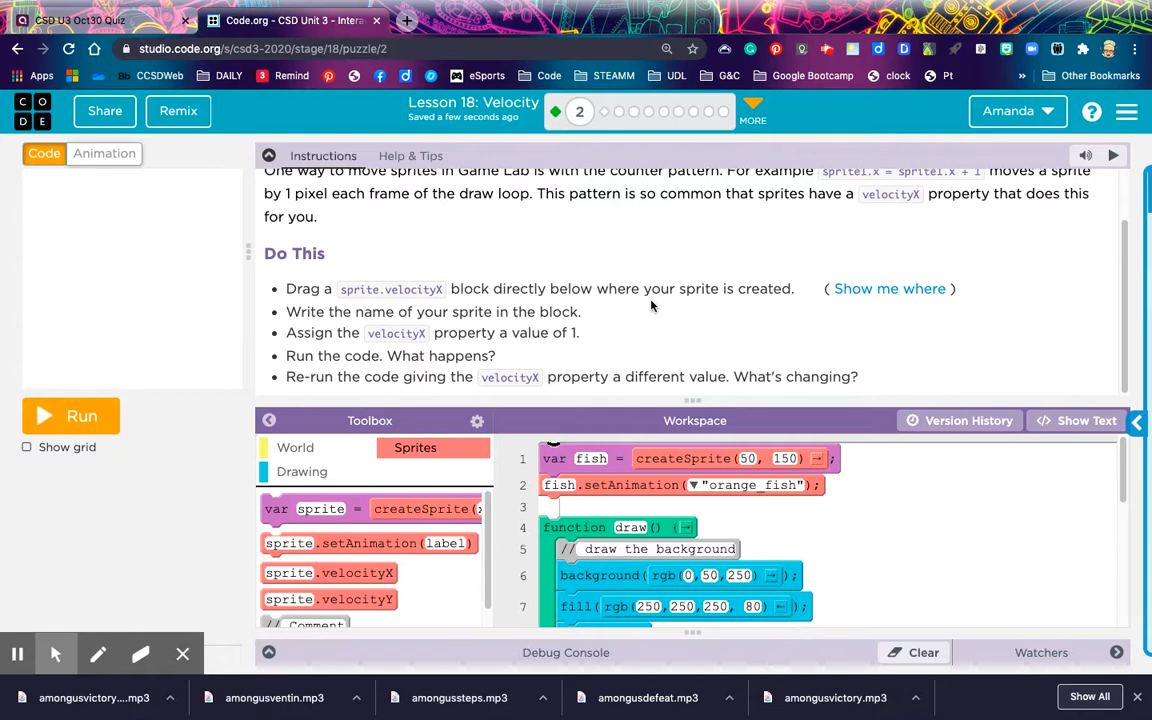 CSD U3 Oct30 Quiz
Code.org - CSD Unit 3 - Intera
studio.code.org/s/csd3-2020/stage/18/puzzle/2
Apps
Bb CCSDWeb
DAILY
3 Remind
eSports
Code
STEAMM
UDL
G&C
Google Bootcamp
clock
Pt
»
Other Bookmarks
C O
D E
Share
Remix
Lesson 18: Velocity
Saved a few seconds ago
2
MORE
Amanda
?
Code
Animation
Instructions
Help & Tips
One way to move sprites in Game Lab is with the counter pattern. For example sprite1.x = sprite1.x + 1 moves a sprite
by 1 pixel each frame of the draw loop. This pattern is so common that sprites have a velocityX property that does this
for you.
Do This
• Drag a sprite.velocityX block directly below where your sprite is created. ( Show me where )
• Write the name of your sprite in the block.
• Assign the velocityX property a value of 1.
• Run the code. What happens?
• Re-run the code giving the velocityX property a different value. What's changing?
Run
Show grid
Toolbox
Workspace
Version History
</> Show Text
World
Sprites
Drawing
var sprite = createSprite(x
sprite.setAnimation(label)
sprite.velocityX
sprite.velocityY
// Comment
1 var fish = createSprite(50, 150);
2 fish.setAnimation("orange_fish");
3
4 function draw() {
5 // draw the background
6 background(rgb(0,50,250));
7 fill(rgb(250,250,250, 80));
Debug Console
Clear
Watchers
amongusvictory....mp3
amongusventin.mp3
amongussteps.mp3
amongusdefeat.mp3
amongusvictory.mp3
Show All